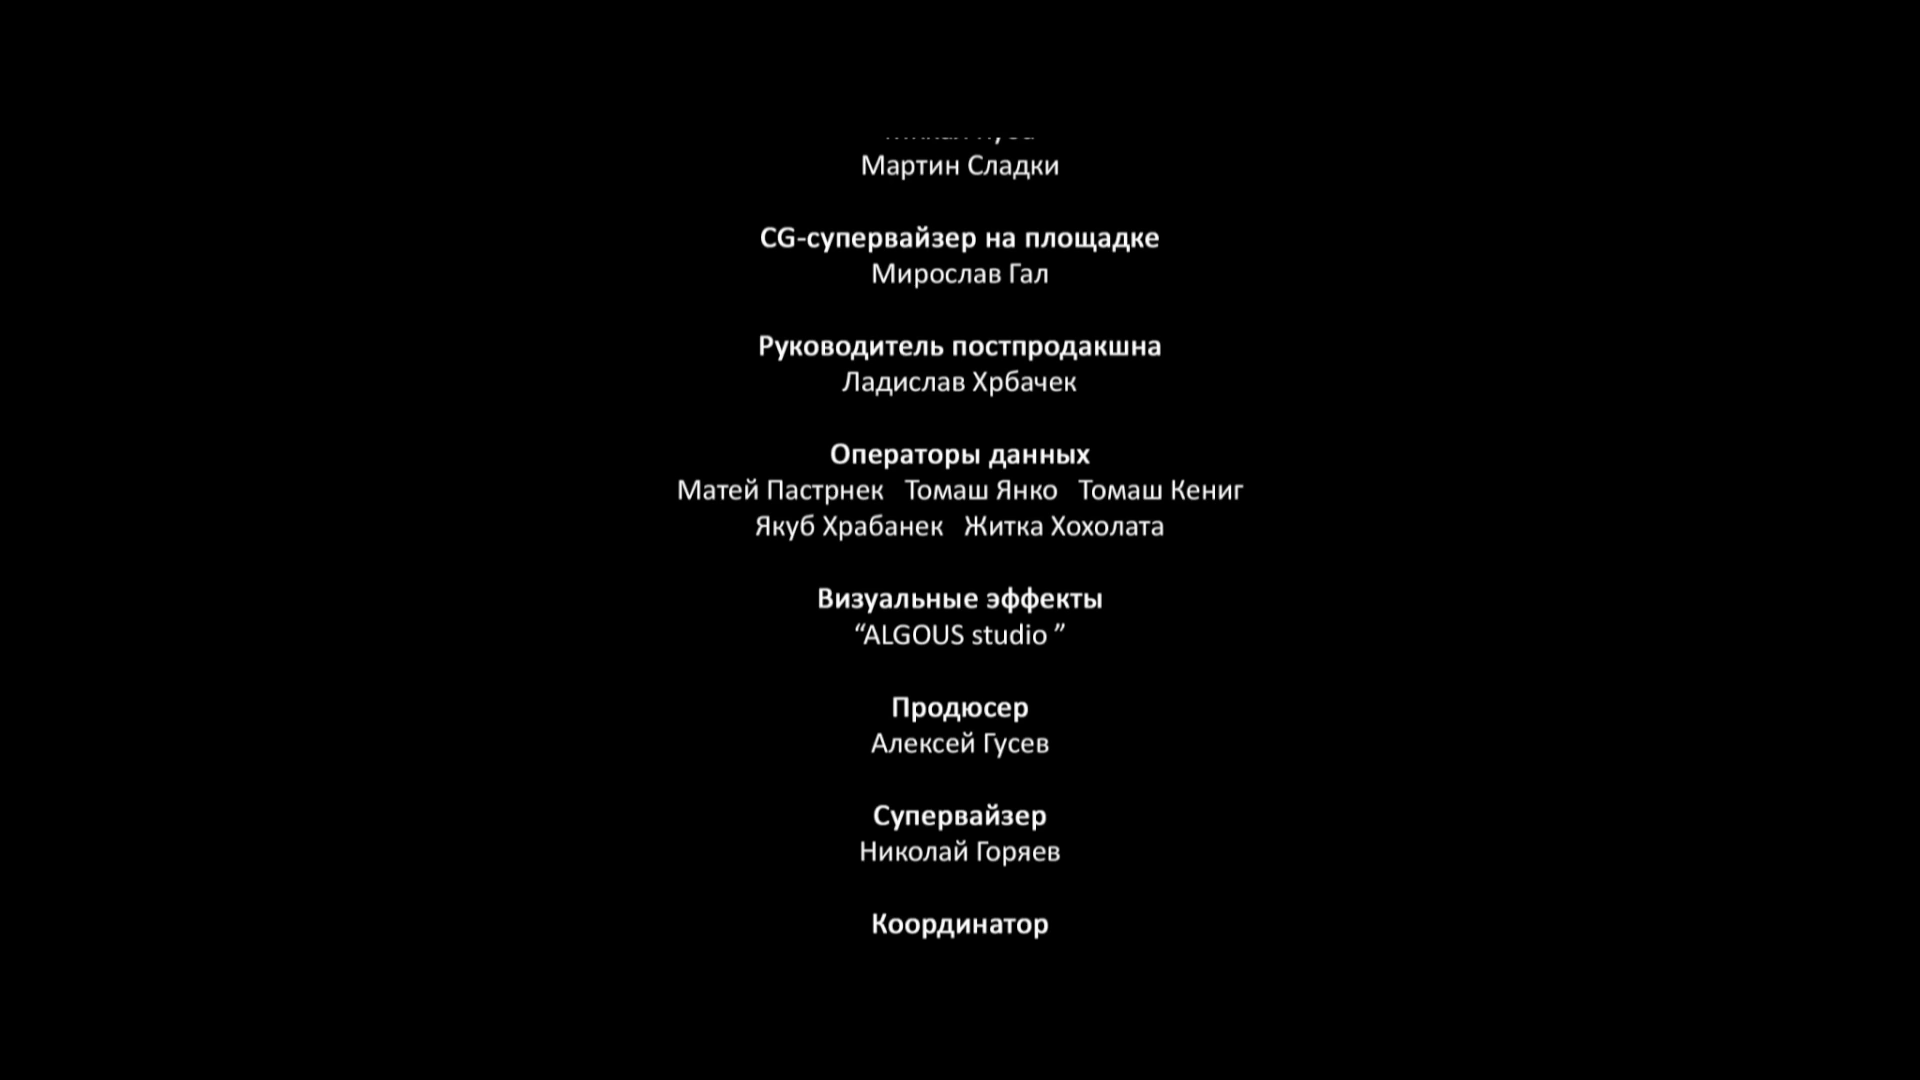 Мартин Сладки
CG-супервайзер на площадке
Мирослав Гал
Руководитель постпродакшна
Ладислав Хрбачек
Операторы данных
Матей Пастрнек Томаш Янко Томаш Кениг
Якуб Храбанек Житка Хохолата
Визуальные эффекты
“ALGOUS studio ”
Продюсер
Алексей Гусев
Супервайзер
Николай Горяев
Координатор